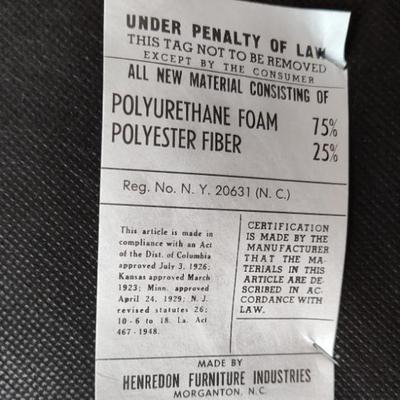 UNDER PENALTY OF LAW
THIS TAG NOT TO BE REMOVED
EXCEPT BY THE CONSUMER
ALL NEW MATERIAL CONSISTING OF
POLYURETHANE FOAM 75%
POLYESTER FIBER 25%
Reg. No. N. Y. 20631 (N. C.)
This article is made in
compliance with an Act
of the Dist. of Columbia
approved July 3, 1926;
Kansas approved March
1923; Minn. approved
April 24, 1929; N. J.
revised statutes 26;
10-6 to 18. La. Act
467-1948.
CERTIFICATION
IS MADE BY THE
MANUFACTURER
THAT THE MA-
TERIALS IN THIS
ARTICLE ARE DE-
SCRIBED IN AC-
CORDANCE WITH
LAW.
MADE BY
HENREDON FURNITURE INDUSTRIES
MORGANTON, N.C.